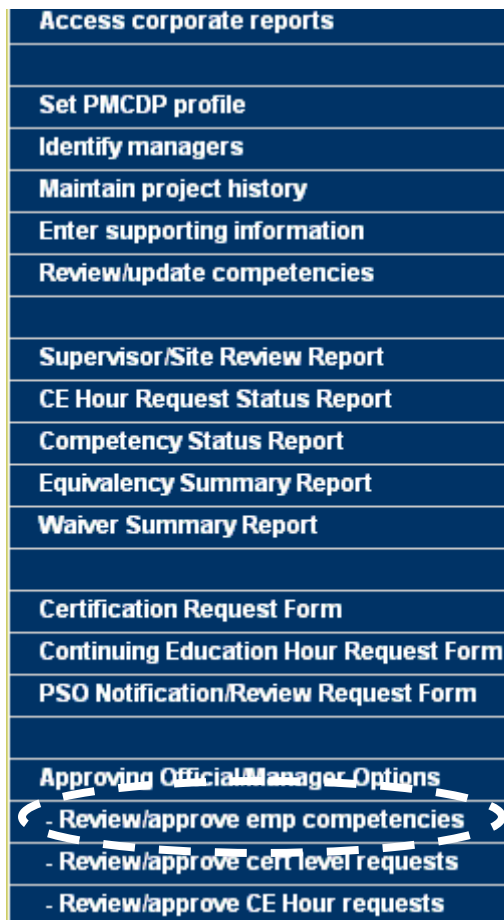 Access corporate reports
Set PMCDP profile
Identify managers
Maintain project history
Enter supporting information
Review/update competencies
Supervisor/Site Review Report
CE Hour Request Status Report
Competency Status Report
Equivalency Summary Report
Waiver Summary Report
Certification Request Form
Continuing Education Hour Request Form
PSO Notification/Review Request Form
Approving Official/Manager Options
- Review/approve emp competencies
- Review/approve cert level requests
- Review/approve CE Hour requests